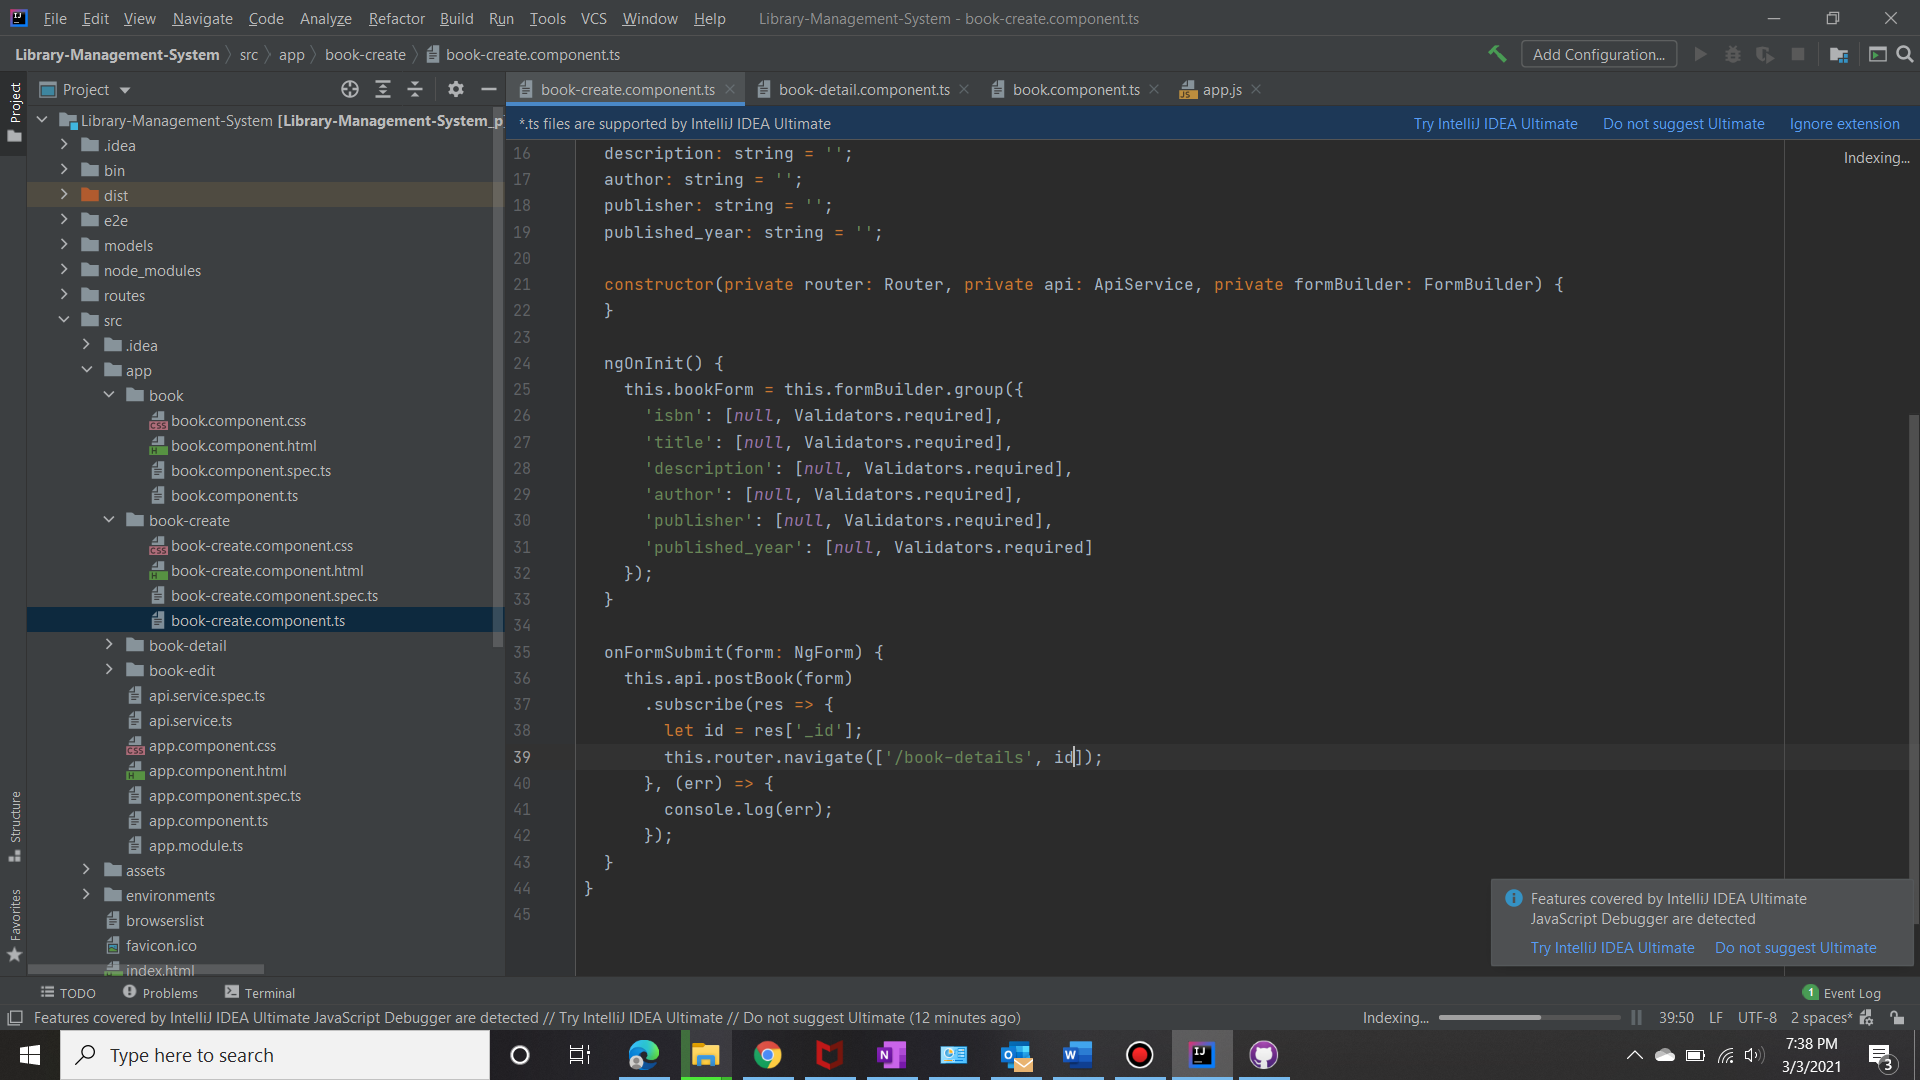 File Edit View Navigate Code Analyze Refactor Build Run Tools VCS Window Help Library-Management-System - book-create.component.ts
Library-Management-System src app book-create book-create.component.ts Add Configuration...
Project
Project
book-create.component.ts book-detail.component.ts book.component.ts app.js
*.ts files are supported by IntelliJ IDEA Ultimate Try IntelliJ IDEA Ultimate Do not suggest Ultimate Ignore extension
Indexing...
Library-Management-System [Library-Management-System_p
.idea
bin
dist
e2e
models
node_modules
routes
src
.idea
app
book
book.component.css
book.component.html
book.component.spec.ts
book.component.ts
book-create
book-create.component.css
book-create.component.html
book-create.component.spec.ts
book-create.component.ts
book-detail
book-edit
api.service.spec.ts
api.service.ts
app.component.css
app.component.html
app.component.spec.ts
app.component.ts
app.module.ts
assets
environments
browserslist
favicon.ico
index.html
Structure
Favorites
16 description: string = '';
17 author: string = '';
18 publisher: string = '';
19 published_year: string = '';
20
21 constructor(private router: Router, private api: ApiService, private formBuilder: FormBuilder) {
22 }
23
24 ngOnInit() {
25 this.bookForm = this.formBuilder.group({
26 'isbn': [null, Validators.required],
27 'title': [null, Validators.required],
28 'description': [null, Validators.required],
29 'author': [null, Validators.required],
30 'publisher': [null, Validators.required],
31 'published_year': [null, Validators.required]
32 });
33 }
34
35 onFormSubmit(form: NgForm) {
36 this.api.postBook(form)
37 .subscribe(res => {
38 let id = res['_id'];
39 this.router.navigate(['/book-details', id]);
40 }, (err) => {
41 console.log(err);
42 });
43 }
44 }
45
Features covered by IntelliJ IDEA Ultimate
JavaScript Debugger are detected
Try IntelliJ IDEA Ultimate Do not suggest Ultimate
TODO Problems Terminal 1 Event Log
Features covered by IntelliJ IDEA Ultimate JavaScript Debugger are detected // Try IntelliJ IDEA Ultimate // Do not suggest Ultimate (12 minutes ago) Indexing... 39:50 LF UTF-8 2 spaces*
Type here to search
7:38 PM
3/3/2021
3